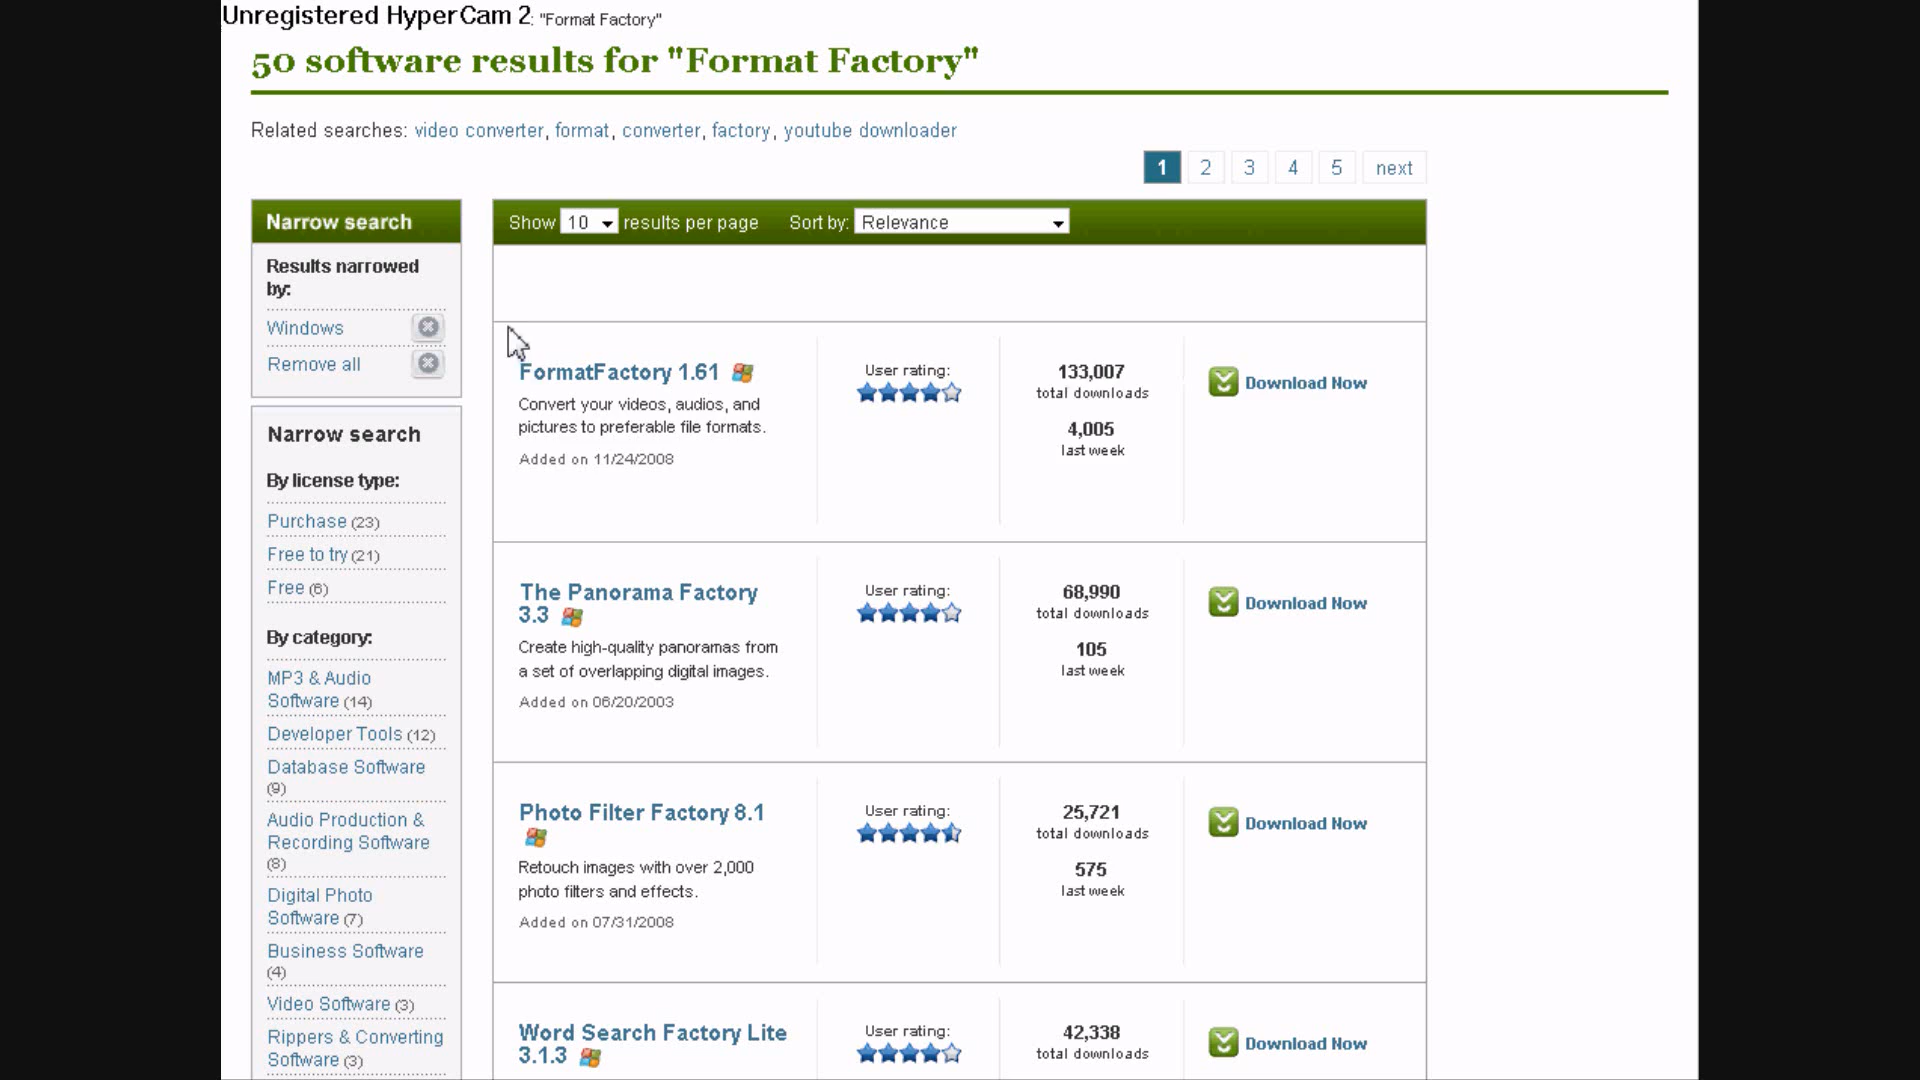 Unregistered HyperCam 2: "Format Factory"
50 software results for "Format Factory"
Related searches: video converter, format, converter, factory, youtube downloader
1 2 3 4 5 next
Narrow search
Results narrowed
by:
Windows
Remove all
Narrow search
By license type:
Purchase (23)
Free to try (21)
Free (6)
By category:
MP3 & Audio
Software (14)
Developer Tools (12)
Database Software
(9)
Audio Production &
Recording Software
(8)
Digital Photo
Software (7)
Business Software
(4)
Video Software (3)
Rippers & Converting
Software (3)
Show 10 results per page Sort by: Relevance
FormatFactory 1.61
Convert your videos, audios, and
pictures to preferable file formats.
Added on 11/24/2008
User rating:
133,007
total downloads
4,005
last week
Download Now
The Panorama Factory
3.3
Create high-quality panoramas from
a set of overlapping digital images.
Added on 06/20/2003
User rating:
68,990
total downloads
105
last week
Download Now
Photo Filter Factory 8.1
Retouch images with over 2,000
photo filters and effects.
Added on 07/31/2008
User rating:
25,721
total downloads
575
last week
Download Now
Word Search Factory Lite
3.1.3
User rating:
42,338
total downloads
Download Now